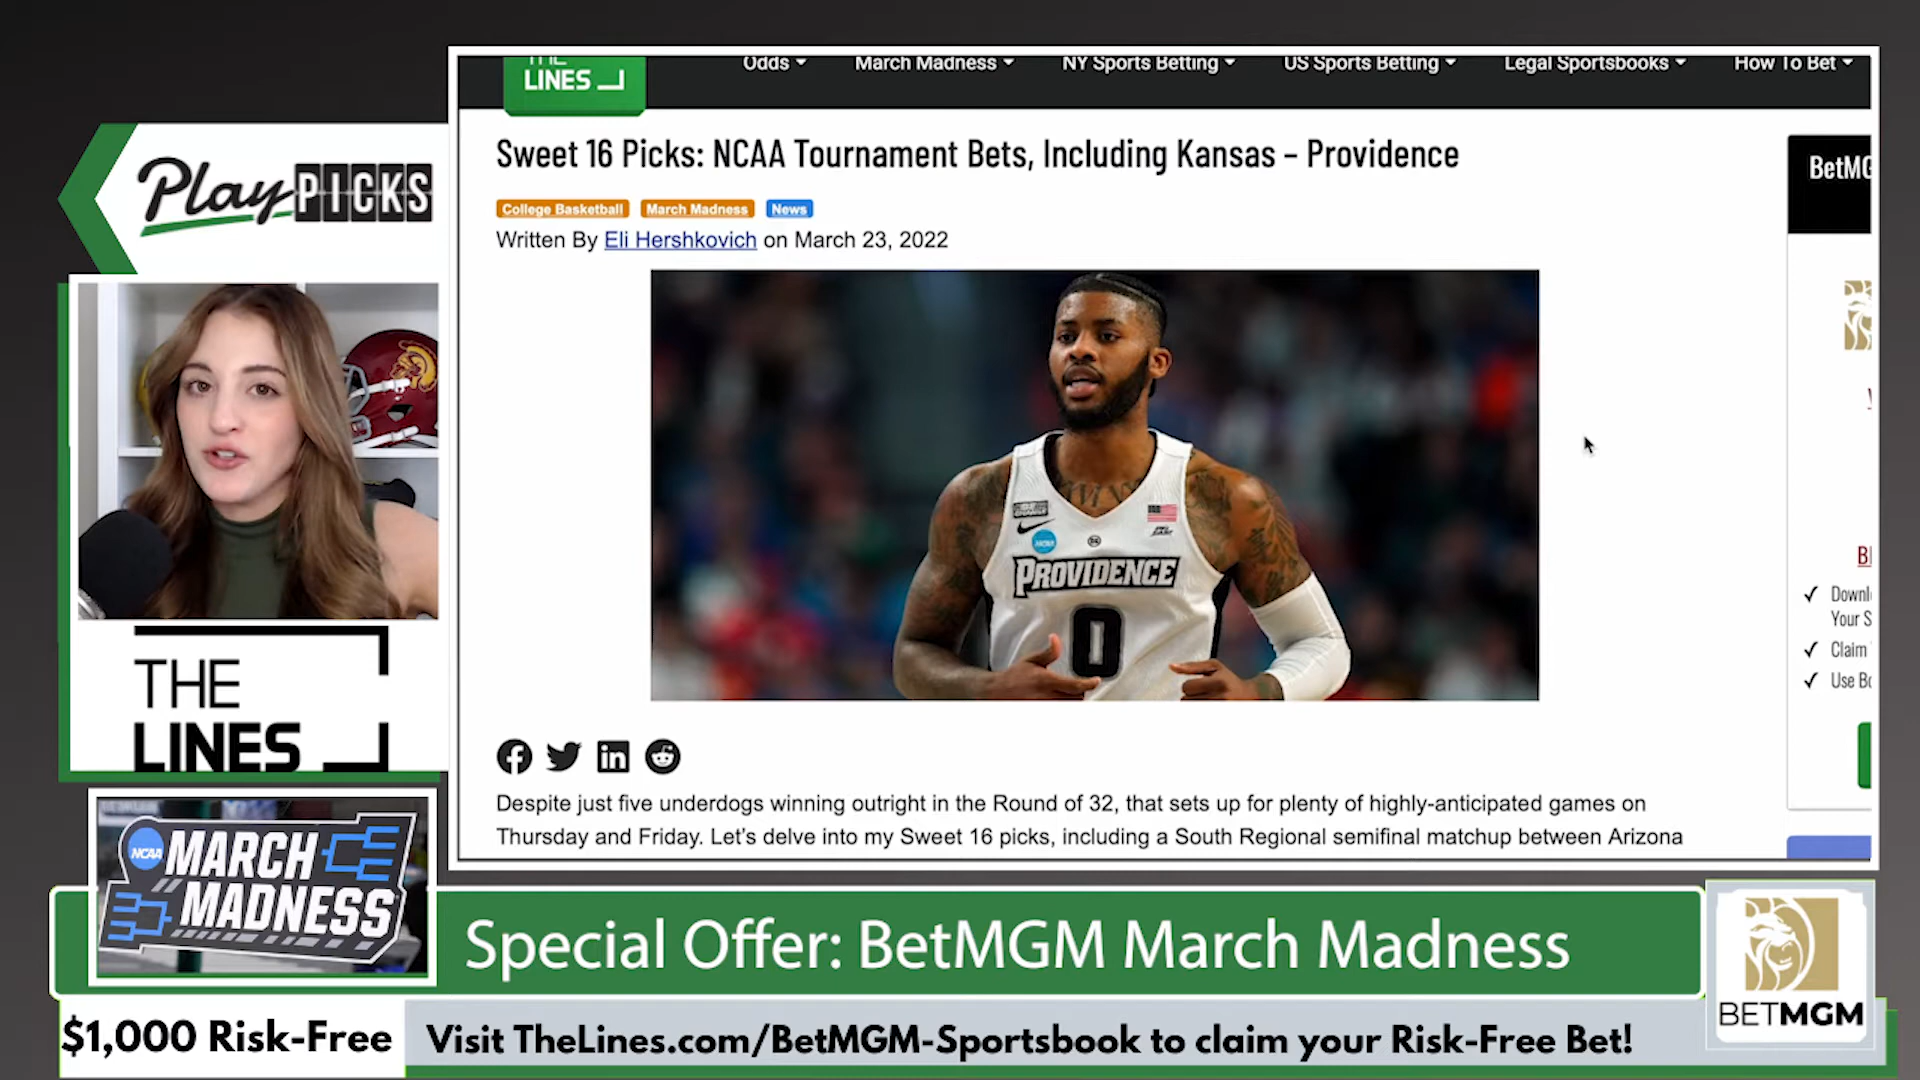 THE
LINES
Odds
March Madness
NY Sports Betting
US Sports Betting
Legal Sportsbooks
How To Bet
Play PICKS
Sweet 16 Picks: NCAA Tournament Bets, Including Kansas – Providence
College Basketball
March Madness
News
Written By Eli Hershkovich on March 23, 2022
PROVIDENCE
0
NCAA
THE
LINES
Your S
Claim
Despite just five underdogs winning outright in the Round of 32, that sets up for plenty of highly-anticipated games on
Thursday and Friday. Let's delve into my Sweet 16 picks, including a South Regional semifinal matchup between Arizona
NCAA MARCH
MADNESS
Special Offer: BetMGM March Madness
BETMGM
$1,000 Risk-Free
Visit TheLines.com/BetMGM-Sportsbook to claim your Risk-Free Bet!